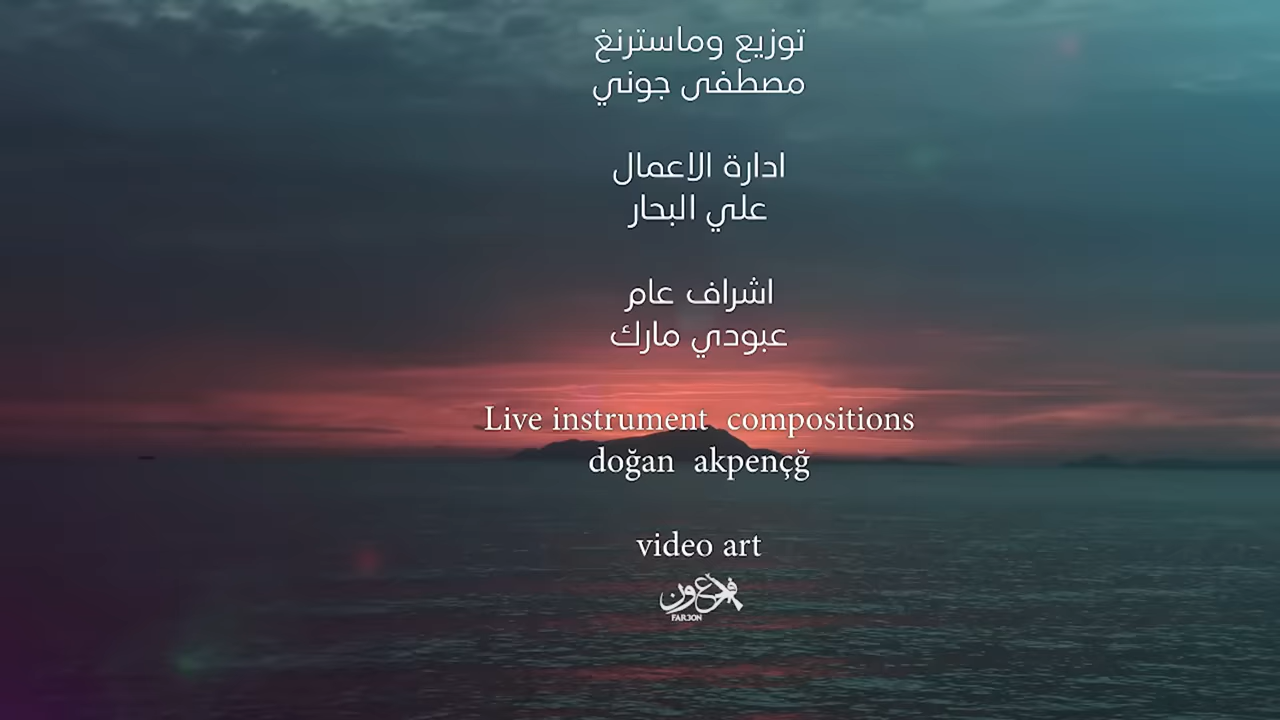 توزيع وماسترنغ
مصطفى جوني
ادارة الاعمال
علي البحار
اشراف عام
عبودي مارك
Live instrument compositions
doğan akpençğ
video art
فرعون
FAR3ON